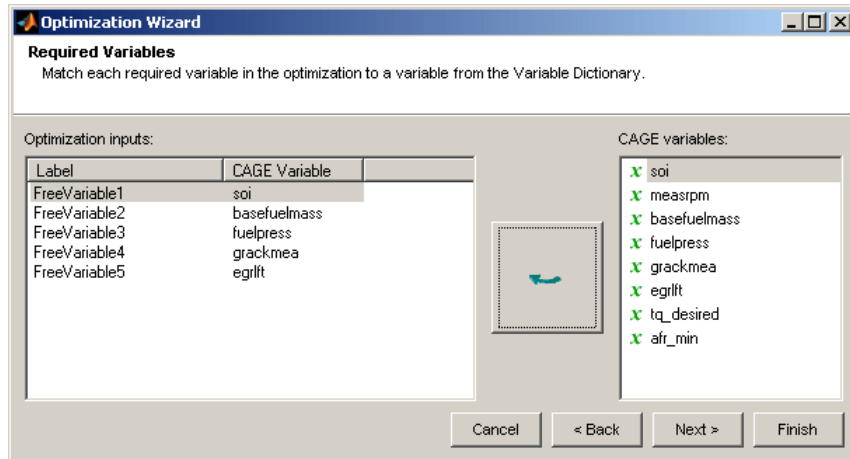 Optimization Wizard
Required Variables
Match each required variable in the optimization to a variable from the Variable Dictionary.
Optimization inputs:
CAGE variables:
Label CAGE Variable
FreeVariable1 soi
FreeVariable2 basefuelmass
FreeVariable3 fuelpress
FreeVariable4 grackmea
FreeVariable5 egrlft
x soi
x measrpm
x basefuelmass
x fuelpress
x grackmea
x egrlft
x tq_desired
x afr_min
Cancel < Back Next > Finish